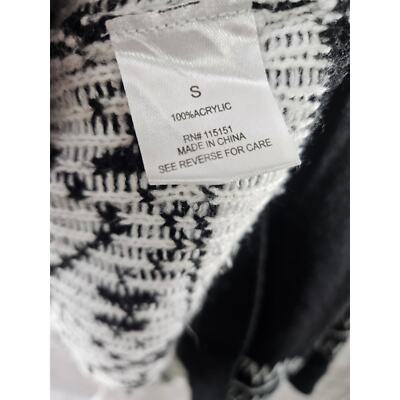 S
100%ACRYLIC
RN# 115151
MADE IN CHINA
SEE REVERSE FOR CARE